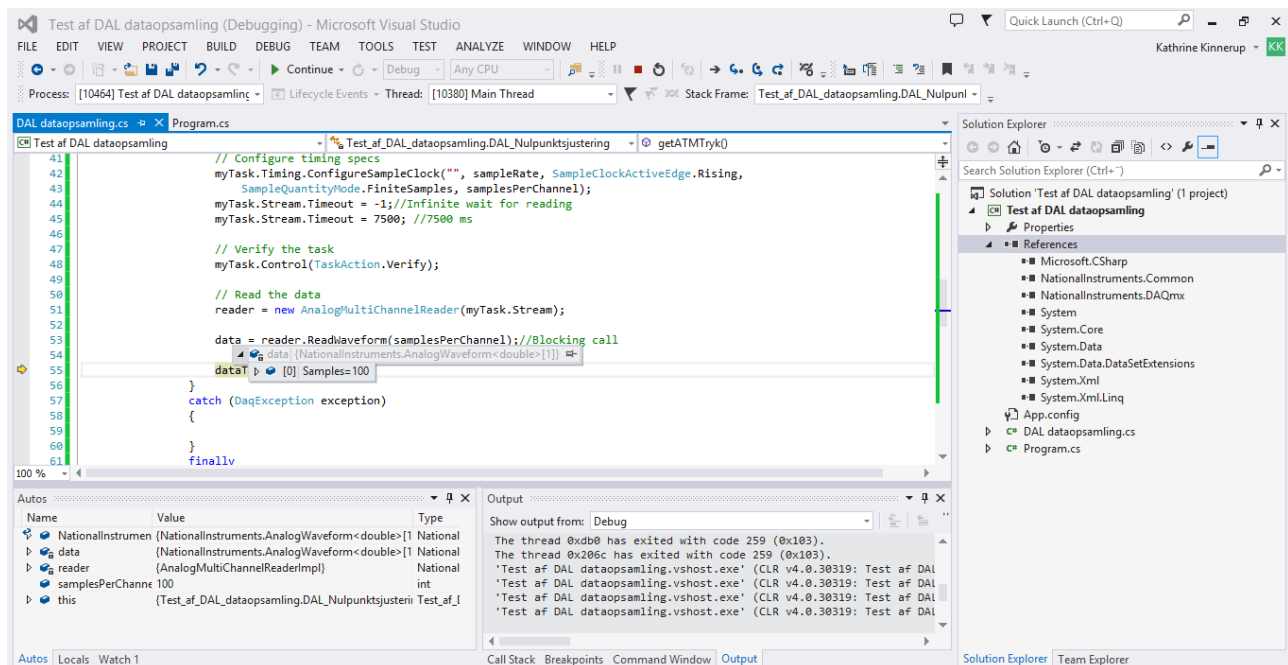 Test af DAL dataopsamling (Debugging) - Microsoft Visual Studio
Quick Launch (Ctrl+Q)
FILE EDIT VIEW PROJECT BUILD DEBUG TEAM TOOLS TEST ANALYZE WINDOW HELP
Kathrine Kinnerup KK
Continue Debug Any CPU
Process: [10464] Test af DAL dataopsamling Lifecycle Events Thread: [10380] Main Thread Stack Frame: Test_af_DAL_dataopsamling.DAL_Nulpunl
DAL dataopsamling.cs Program.cs
Test af DAL dataopsamling Test_af_DAL_dataopsamling.DAL_Nulpunktsjustering getATMTryk()
41 // Configure timing specs
42 myTask.Timing.ConfigureSampleClock("", sampleRate, SampleClockActiveEdge.Rising,
43 SampleQuantityMode.FiniteSamples, samplesPerChannel);
44 myTask.Stream.Timeout = -1;//Infinite wait for reading
45 myTask.Stream.Timeout = 7500; //7500 ms
46
47 // Verify the task
48 myTask.Control(TaskAction.Verify);
49
50 // Read the data
51 reader = new AnalogMultiChannelReader(myTask.Stream);
52
53 data = reader.ReadWaveform(samplesPerChannel);//Blocking call
54 data {NationalInstruments.AnalogWaveform<double>[1]}
55 dataT [0] Samples=100
56 }
57 catch (DaqException exception)
58 {
59
60 }
61 finally
100 %
Autos
Name Value Type
NationalInstrumen {NationalInstruments.AnalogWaveform<double>[1 National
data {NationalInstruments.AnalogWaveform<double>[1 National
reader {AnalogMultiChannelReaderImpl} National
samplesPerChanne 100 int
this {Test_af_DAL_dataopsamling.DAL_Nulpunktsjusterin Test_af_D
Autos Locals Watch 1
Output
Show output from: Debug
The thread 0xdb0 has exited with code 259 (0x103).
The thread 0x206c has exited with code 259 (0x103).
'Test af DAL dataopsamling.vshost.exe' (CLR v4.0.30319: Test af DAL
'Test af DAL dataopsamling.vshost.exe' (CLR v4.0.30319: Test af DAL
'Test af DAL dataopsamling.vshost.exe' (CLR v4.0.30319: Test af DAL
'Test af DAL dataopsamling.vshost.exe' (CLR v4.0.30319: Test af DAL
Call Stack Breakpoints Command Window Output
Solution Explorer
Search Solution Explorer (Ctrl+¨)
Solution 'Test af DAL dataopsamling' (1 project)
C# Test af DAL dataopsamling
Properties
References
Microsoft.CSharp
NationalInstruments.Common
NationalInstruments.DAQmx
System
System.Core
System.Data
System.Data.DataSetExtensions
System.Xml
System.Xml.Linq
App.config
C# DAL dataopsamling.cs
C# Program.cs
Solution Explorer Team Explorer